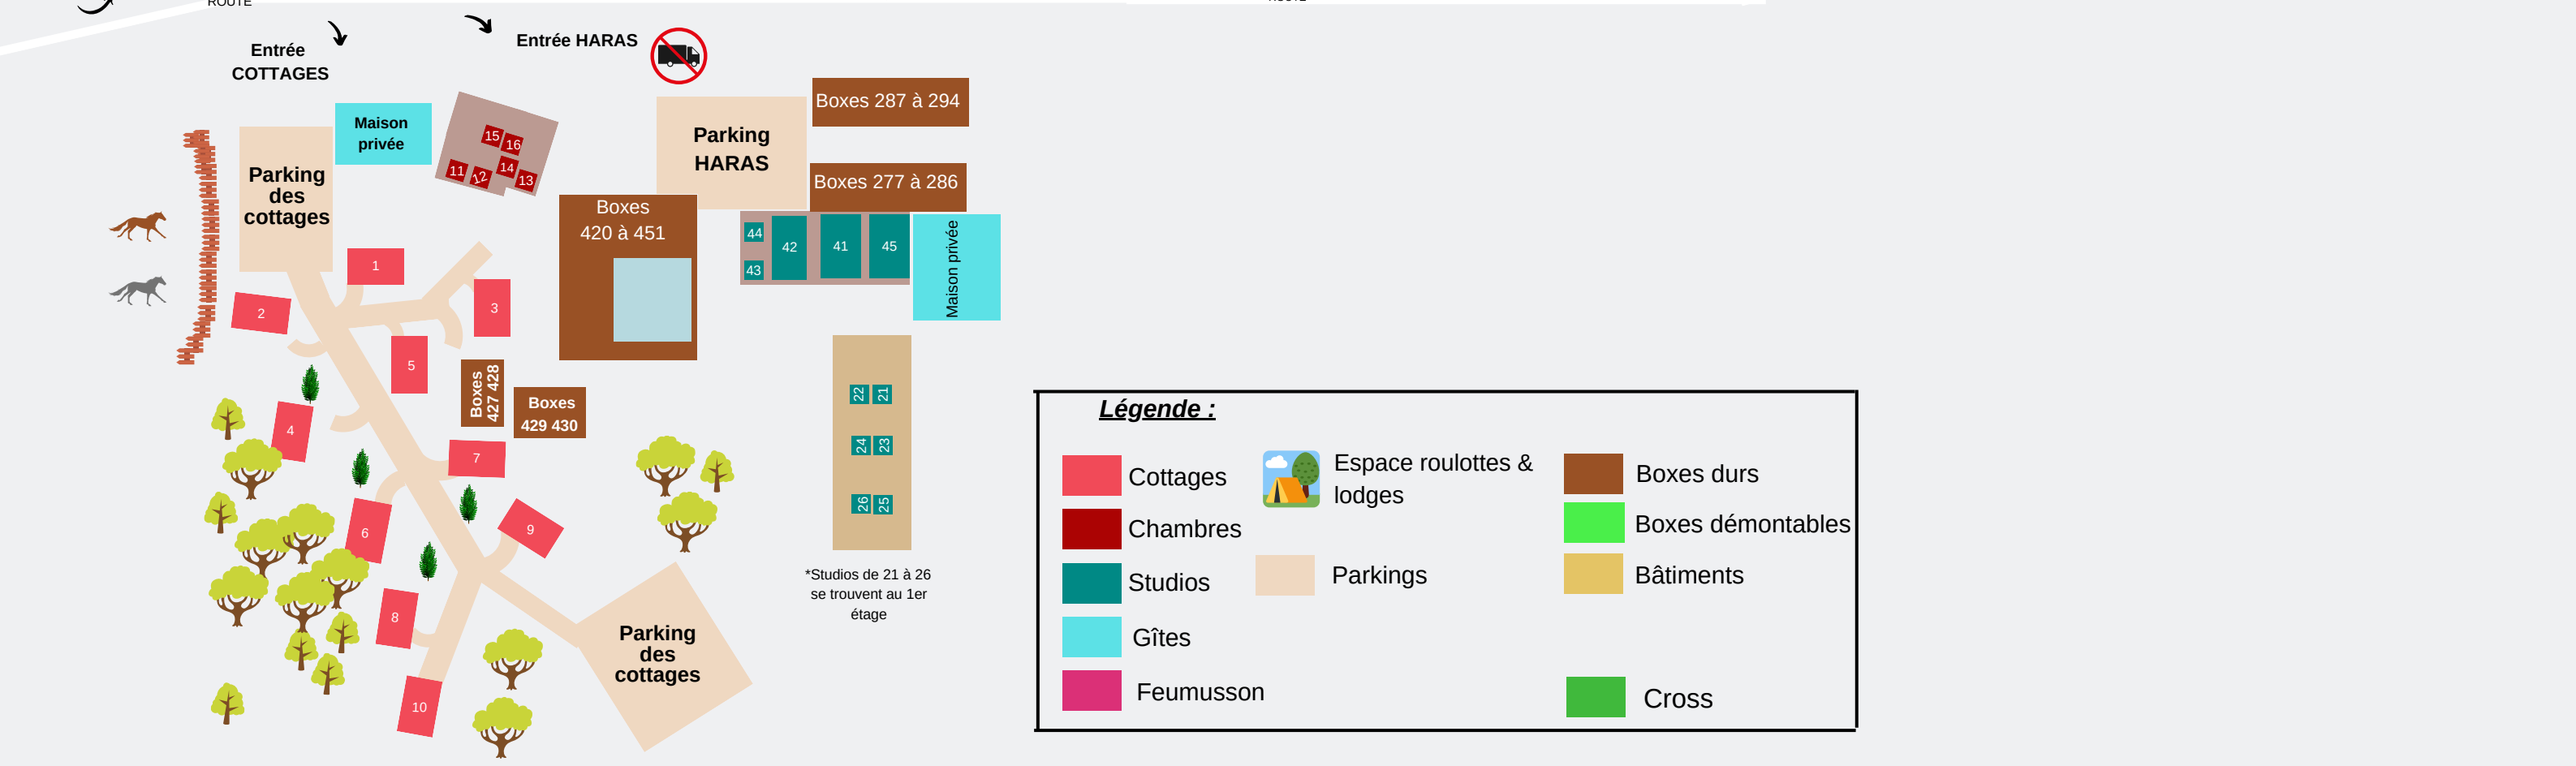 ROUTE
ROUTE
Entrée
COTTAGES
Entrée HARAS
Maison
privée
Parking
des
cottages
15
16
14
11
12
13
Parking
HARAS
Boxes 287 à 294
Boxes 277 à 286
Boxes
420 à 451
44
43
42
41
45
Maison privée
1
2
3
5
4
Boxes
427 428
Boxes
429 430
7
6
9
8
10
22
21
24
23
26
25
*Studios de 21 à 26
se trouvent au 1er
étage
Parking
des
cottages
Légende :
Cottages
Chambres
Studios
Gîtes
Feumusson
Espace roulottes &
lodges
Parkings
Boxes durs
Boxes démontables
Bâtiments
Cross